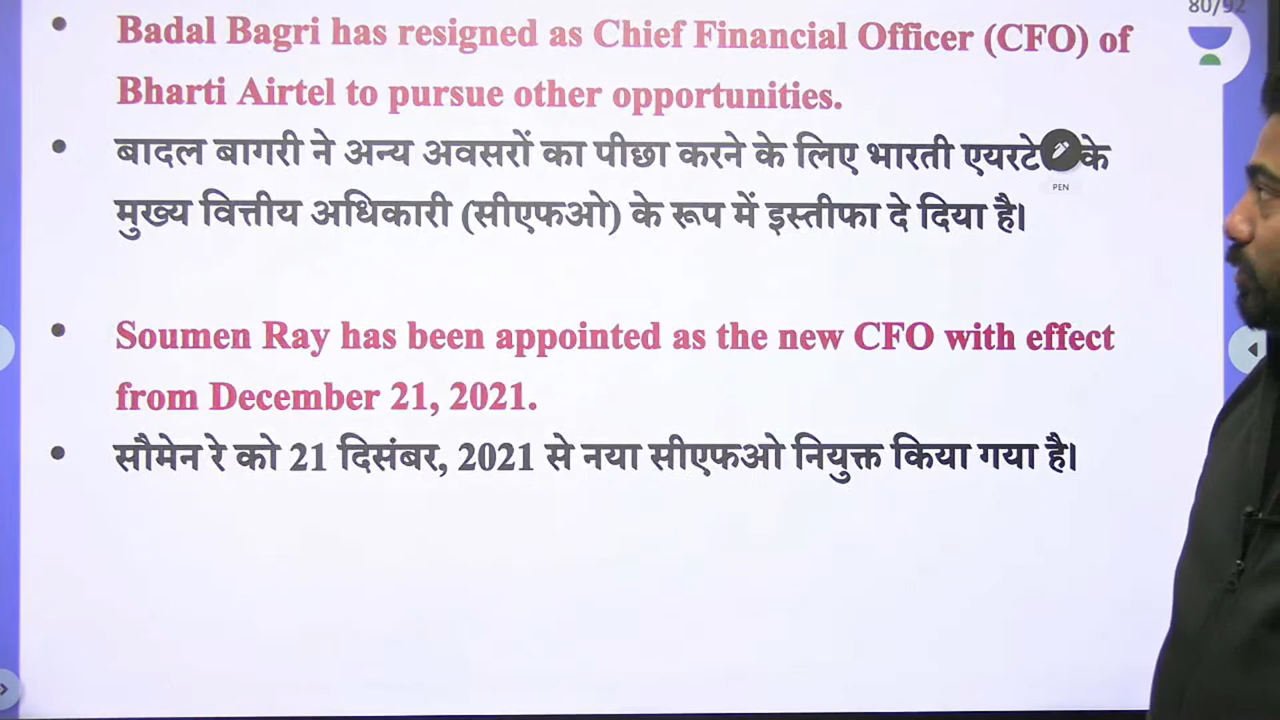 80/92
• Badal Bagri has resigned as Chief Financial Officer (CFO) of
Bharti Airtel to pursue other opportunities.
• बादल बागरी ने अन्य अवसरों का पीछा करने के लिए भारती एयरटे के
PEN
मुख्य वित्तीय अधिकारी (सीएफओ) के रूप में इस्तीफा दे दिया है।
• Soumen Ray has been appointed as the new CFO with effect
from December 21, 2021.
• सौमेन रे को 21 दिसंबर, 2021 से नया सीएफओ नियुक्त किया गया है।